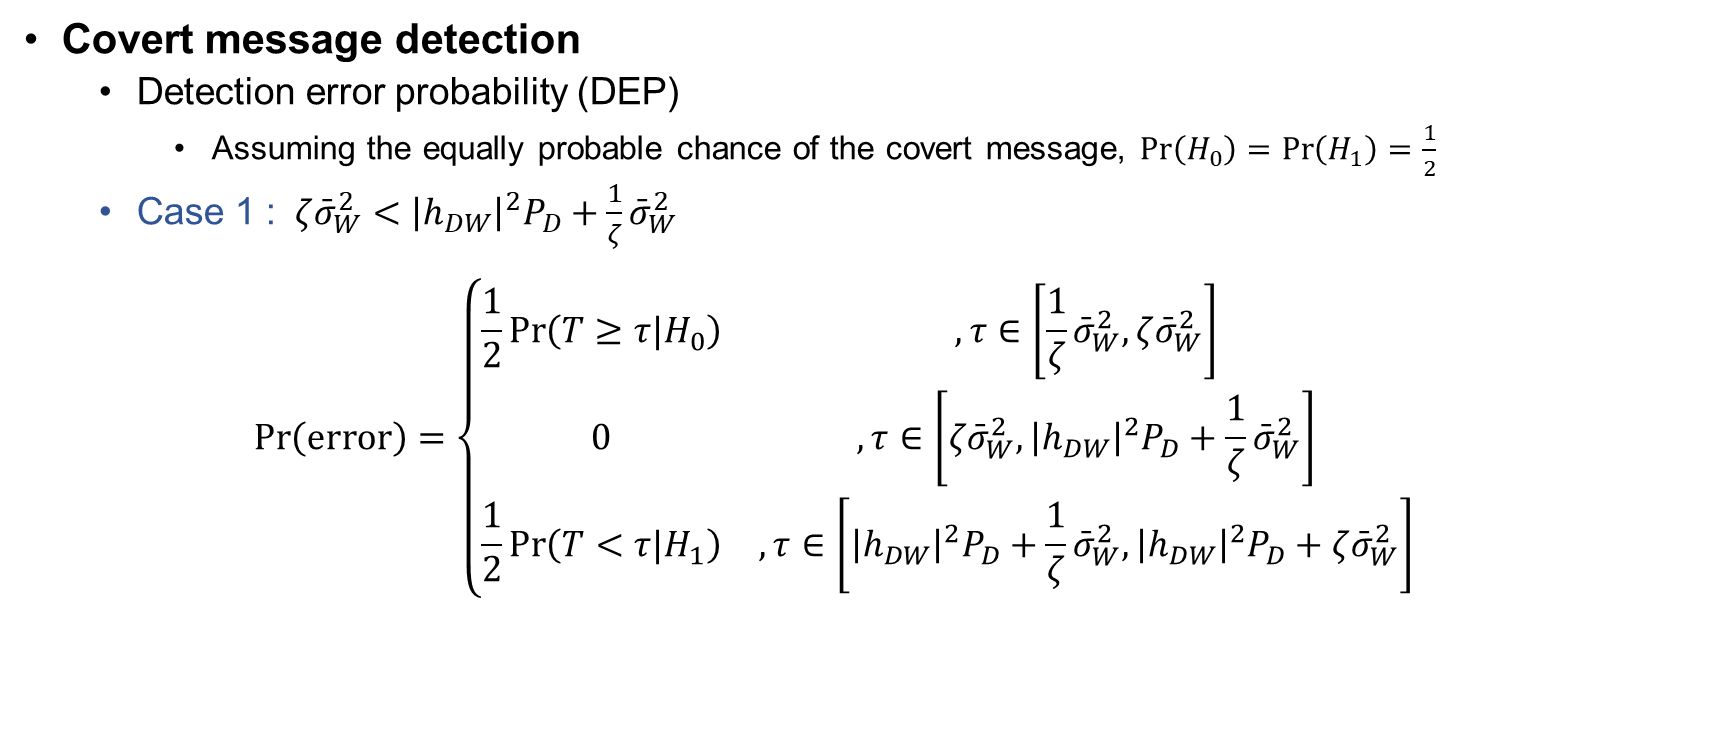 • Covert message detection
• Detection error probability (DEP)
• Assuming the equally probable chance of the covert message, Pr(H₀) = Pr(H₁) = 1/2
• Case 1 : ζσ̄²_W < |h_DW|²P_D + 1/ζ σ̄²_W
1/2 Pr(T ≥ τ|H₀) , τ ∈ [1/ζ σ̄²_W, ζσ̄²_W]
Pr(error) = { 0 , τ ∈ [ζσ̄²_W, |h_DW|²P_D + 1/ζ σ̄²_W]
1/2 Pr(T < τ|H₁) , τ ∈ [|h_DW|²P_D + 1/ζ σ̄²_W, |h_DW|²P_D + ζσ̄²_W]